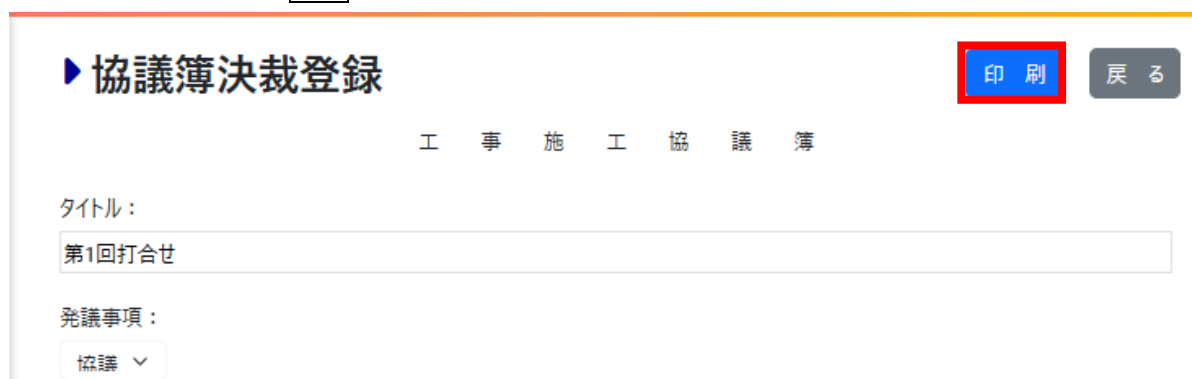 協議簿決裁登録
印 刷
戻 る
工 事 施 工 協 議 簿
タイトル：
第1回打合せ
発議事項：
協議